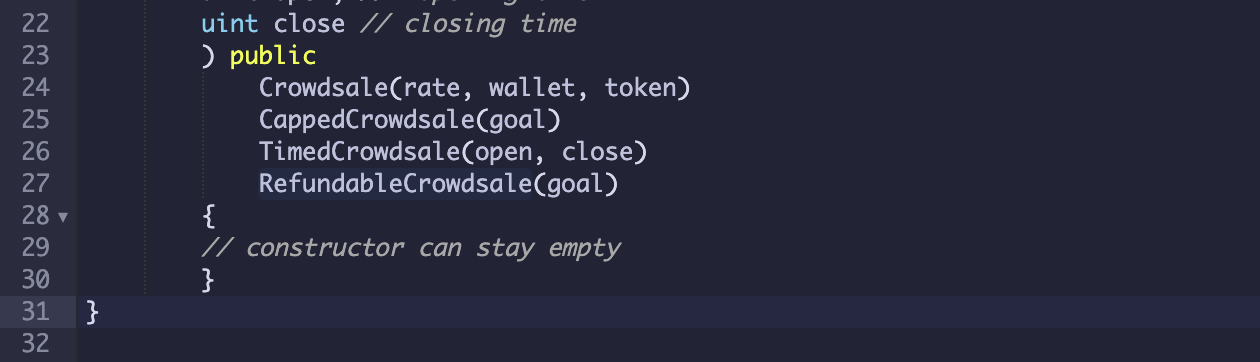 22 uint close // closing time
23 ) public
24 Crowdsale(rate, wallet, token)
25 CappedCrowdsale(goal)
26 TimedCrowdsale(open, close)
27 RefundableCrowdsale(goal)
28 {
29 // constructor can stay empty
30 }
31 }
32